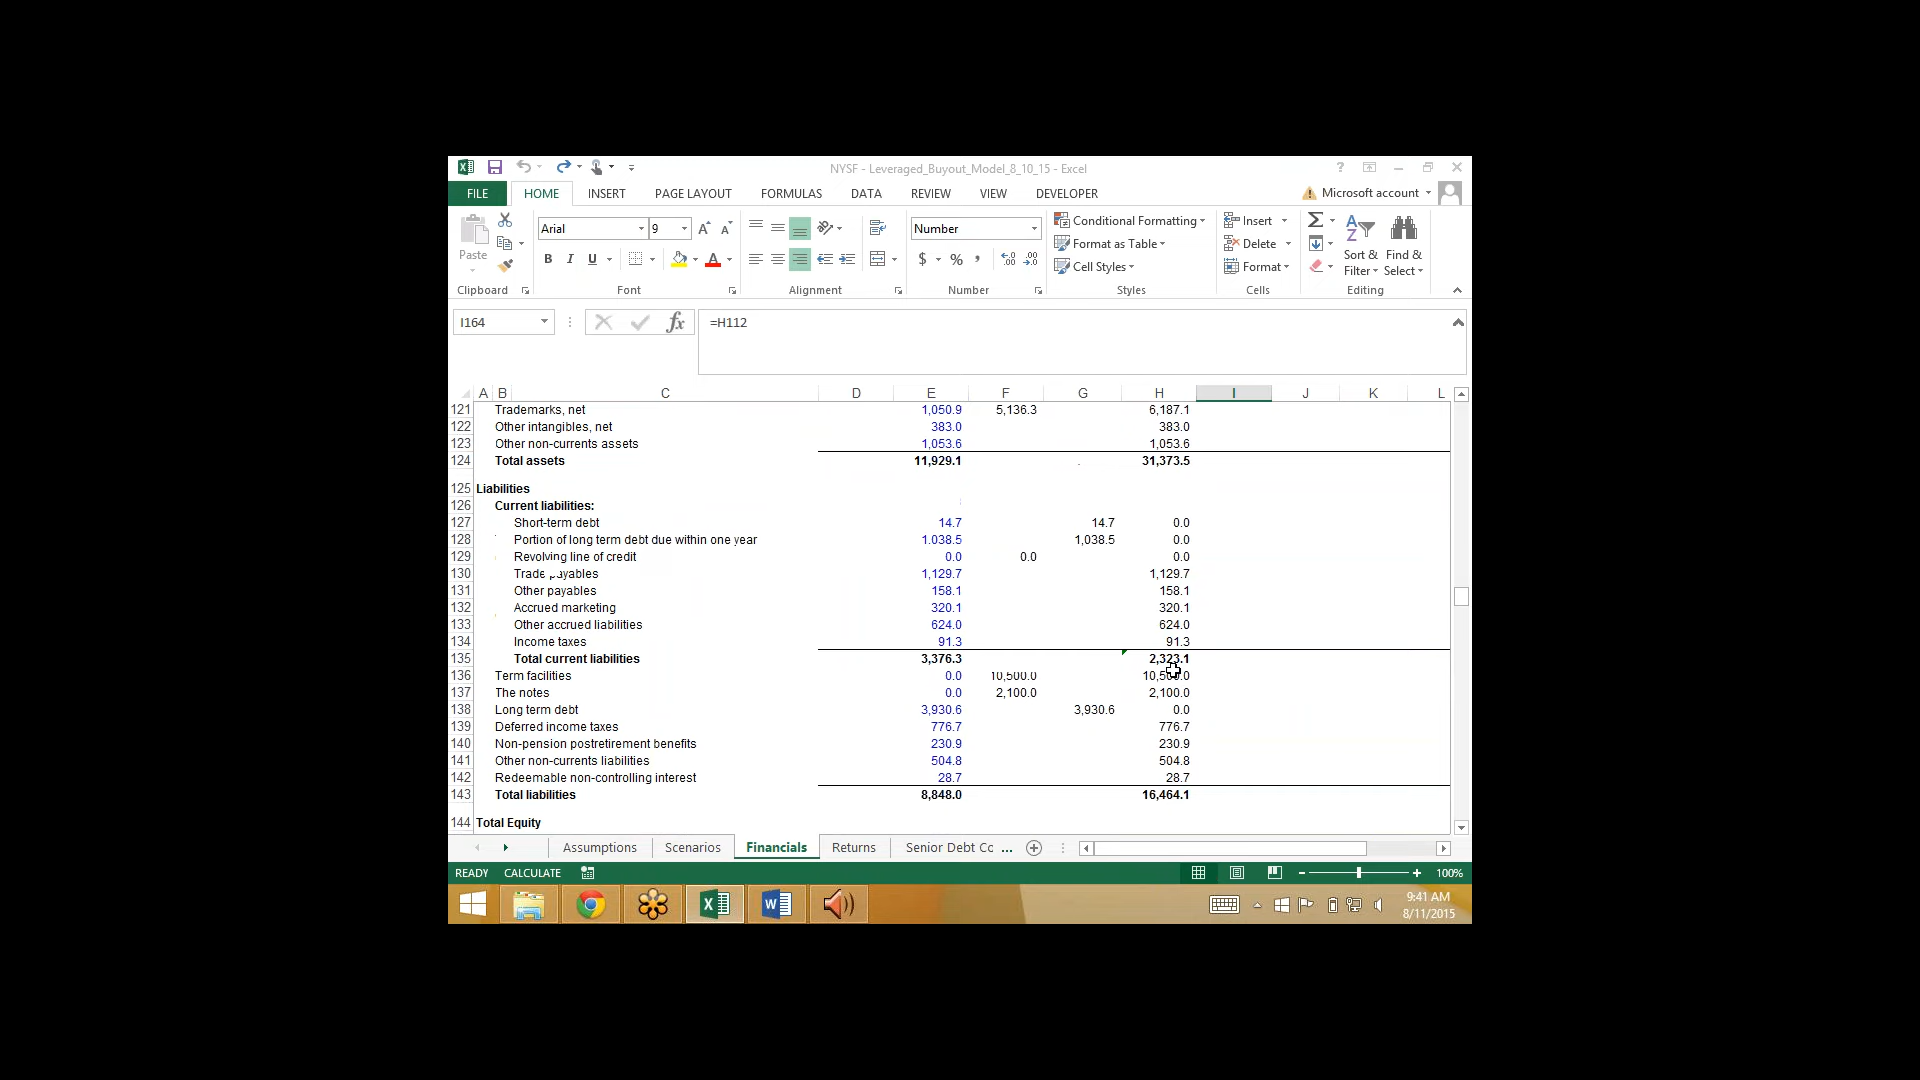 NYSF - Leveraged_Buyout_Model_8_10_15 - Excel
FILE HOME INSERT PAGE LAYOUT FORMULAS DATA REVIEW VIEW DEVELOPER Microsoft account
Paste
Arial 9
Number
Conditional Formatting
Format as Table
Cell Styles
Insert
Delete
Format
Sort & Filter
Find & Select
B I U
$ % ,
Clipboard Font Alignment Number Styles Cells Editing
I164 fx =H112
A B C D E F G H I J K L
121 Trademarks, net 1,050.9 5,136.3 6,187.1
122 Other intangibles, net 383.0 383.0
123 Other non-currents assets 1,053.6 1,053.6
124 Total assets 11,929.1 31,373.5
125 Liabilities
126 Current liabilities:
127 Short-term debt 14.7 14.7 0.0
128 Portion of long term debt due within one year 1.038.5 1,038.5 0.0
129 Revolving line of credit 0.0 0.0 0.0
130 Trade payables 1,129.7 1,129.7
131 Other payables 158.1 158.1
132 Accrued marketing 320.1 320.1
133 Other accrued liabilities 624.0 624.0
134 Income taxes 91.3 91.3
135 Total current liabilities 3,376.3 2,323.1
136 Term facilities 0.0 10,500.0 10,500.0
137 The notes 0.0 2,100.0 2,100.0
138 Long term debt 3,930.6 3,930.6 0.0
139 Deferred income taxes 776.7 776.7
140 Non-pension postretirement benefits 230.9 230.9
141 Other non-currents liabilities 504.8 504.8
142 Redeemable non-controlling interest 28.7 28.7
143 Total liabilities 8,848.0 16,464.1
144 Total Equity
Assumptions Scenarios Financials Returns Senior Debt Co ...
READY CALCULATE 100%
9:41 AM
8/11/2015